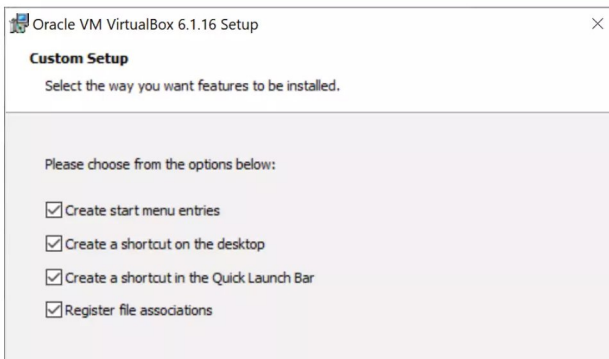 Oracle VM VirtualBox 6.1.16 Setup
Custom Setup
Select the way you want features to be installed.
Please choose from the options below:
Create start menu entries
Create a shortcut on the desktop
Create a shortcut in the Quick Launch Bar
Register file associations